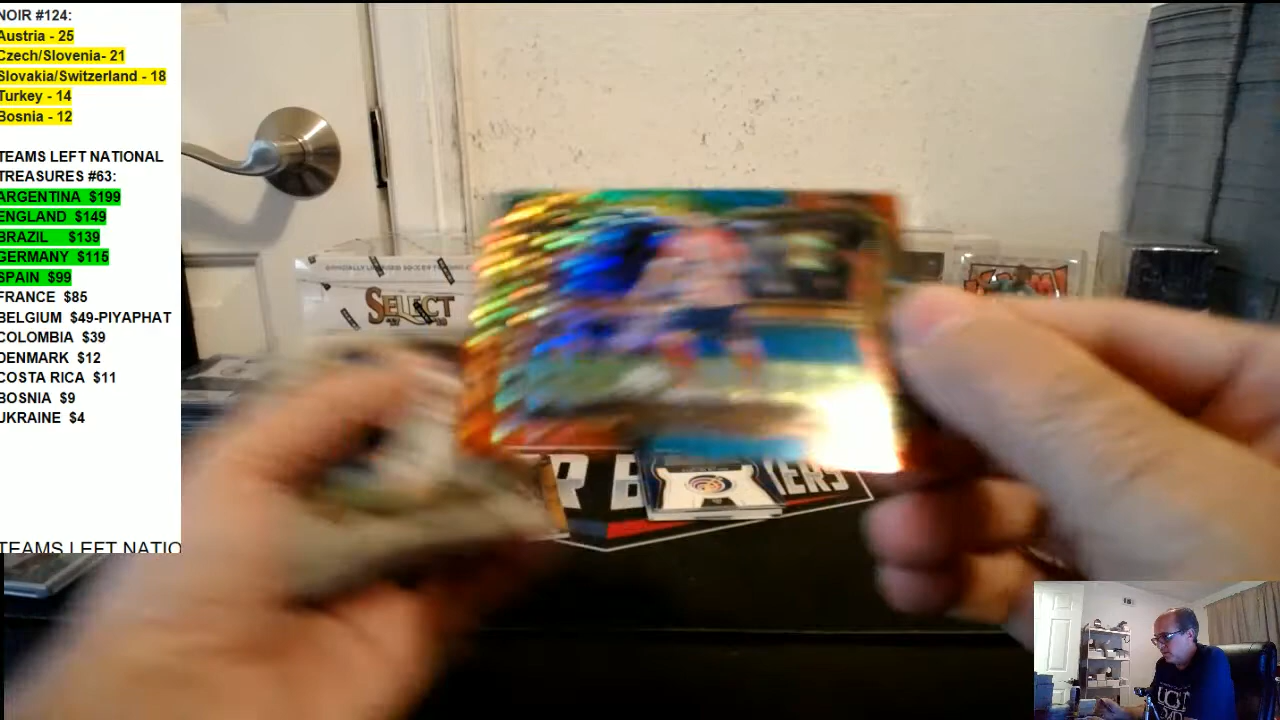 NOIR #124:
Austria - 25
Czech/Slovenia- 21
Slovakia/Switzerland - 18
Turkey - 14
Bosnia - 12
TEAMS LEFT NATIONAL
TREASURES #63:
ARGENTINA $199
ENGLAND $149
BRAZIL $139
GERMANY $115
SPAIN $99
FRANCE $85
BELGIUM $49-PIYAPHAT
COLOMBIA $39
DENMARK $12
COSTA RICA $11
BOSNIA $9
UKRAINE $4
TEAMS LEFT NATIO
SELECT